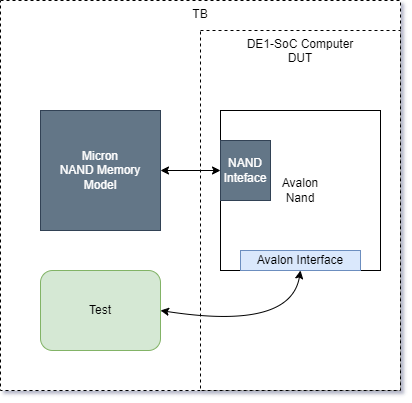 TB
DE1-SoC Computer
DUT
Micron
NAND Memory
Model
NAND
Inteface
Avalon
Nand
Avalon Interface
Test